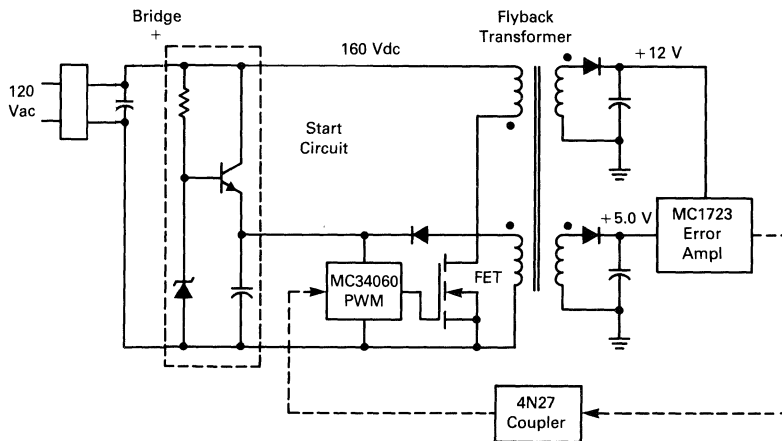 Bridge
+
Flyback
Transformer
160 Vdc
+12 V
120
Vac
Start
Circuit
+5.0 V
MC1723
Error
Ampl
MC34060
PWM
FET
4N27
Coupler